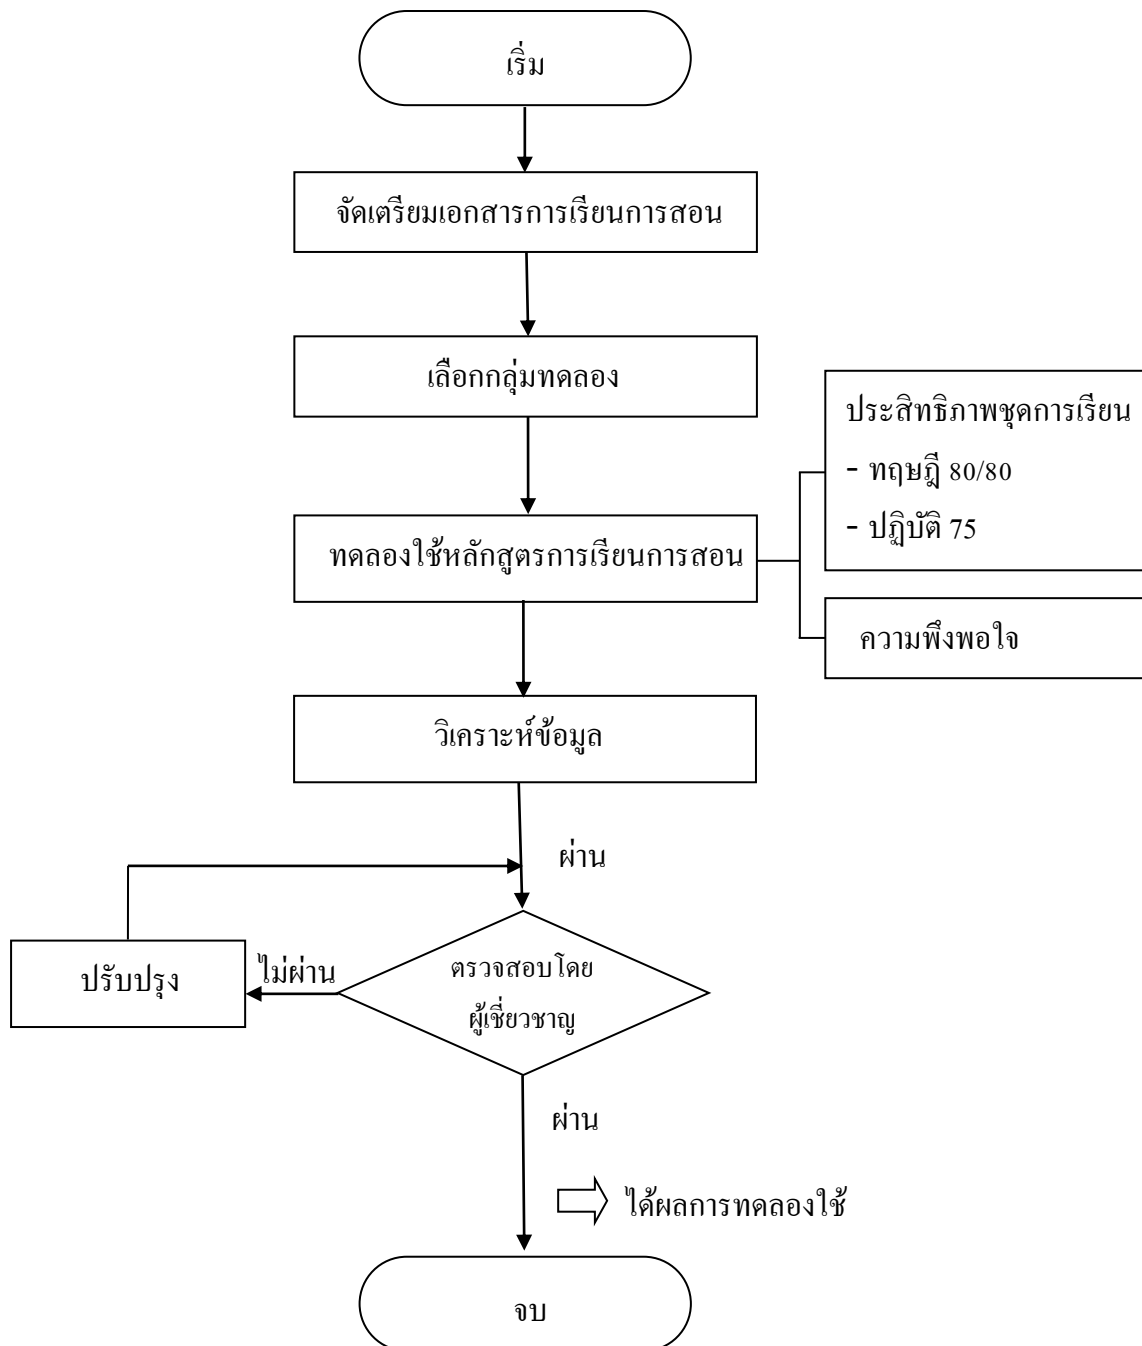 เริ่ม
จัดเตรียมเอกสารการเรียนการสอน
เลือกกลุ่มทดลอง
ประสิทธิภาพชุดการเรียน
- ทฤษฎี 80/80
- ปฏิบัติ 75
ทดลองใช้หลักสูตรการเรียนการสอน
ความพึงพอใจ
วิเคราะห์ข้อมูล
ผ่าน
ปรับปรุง
ไม่ผ่าน
ตรวจสอบโดย
ผู้เชี่ยวชาญ
ผ่าน
ได้ผลการทดลองใช้
จบ